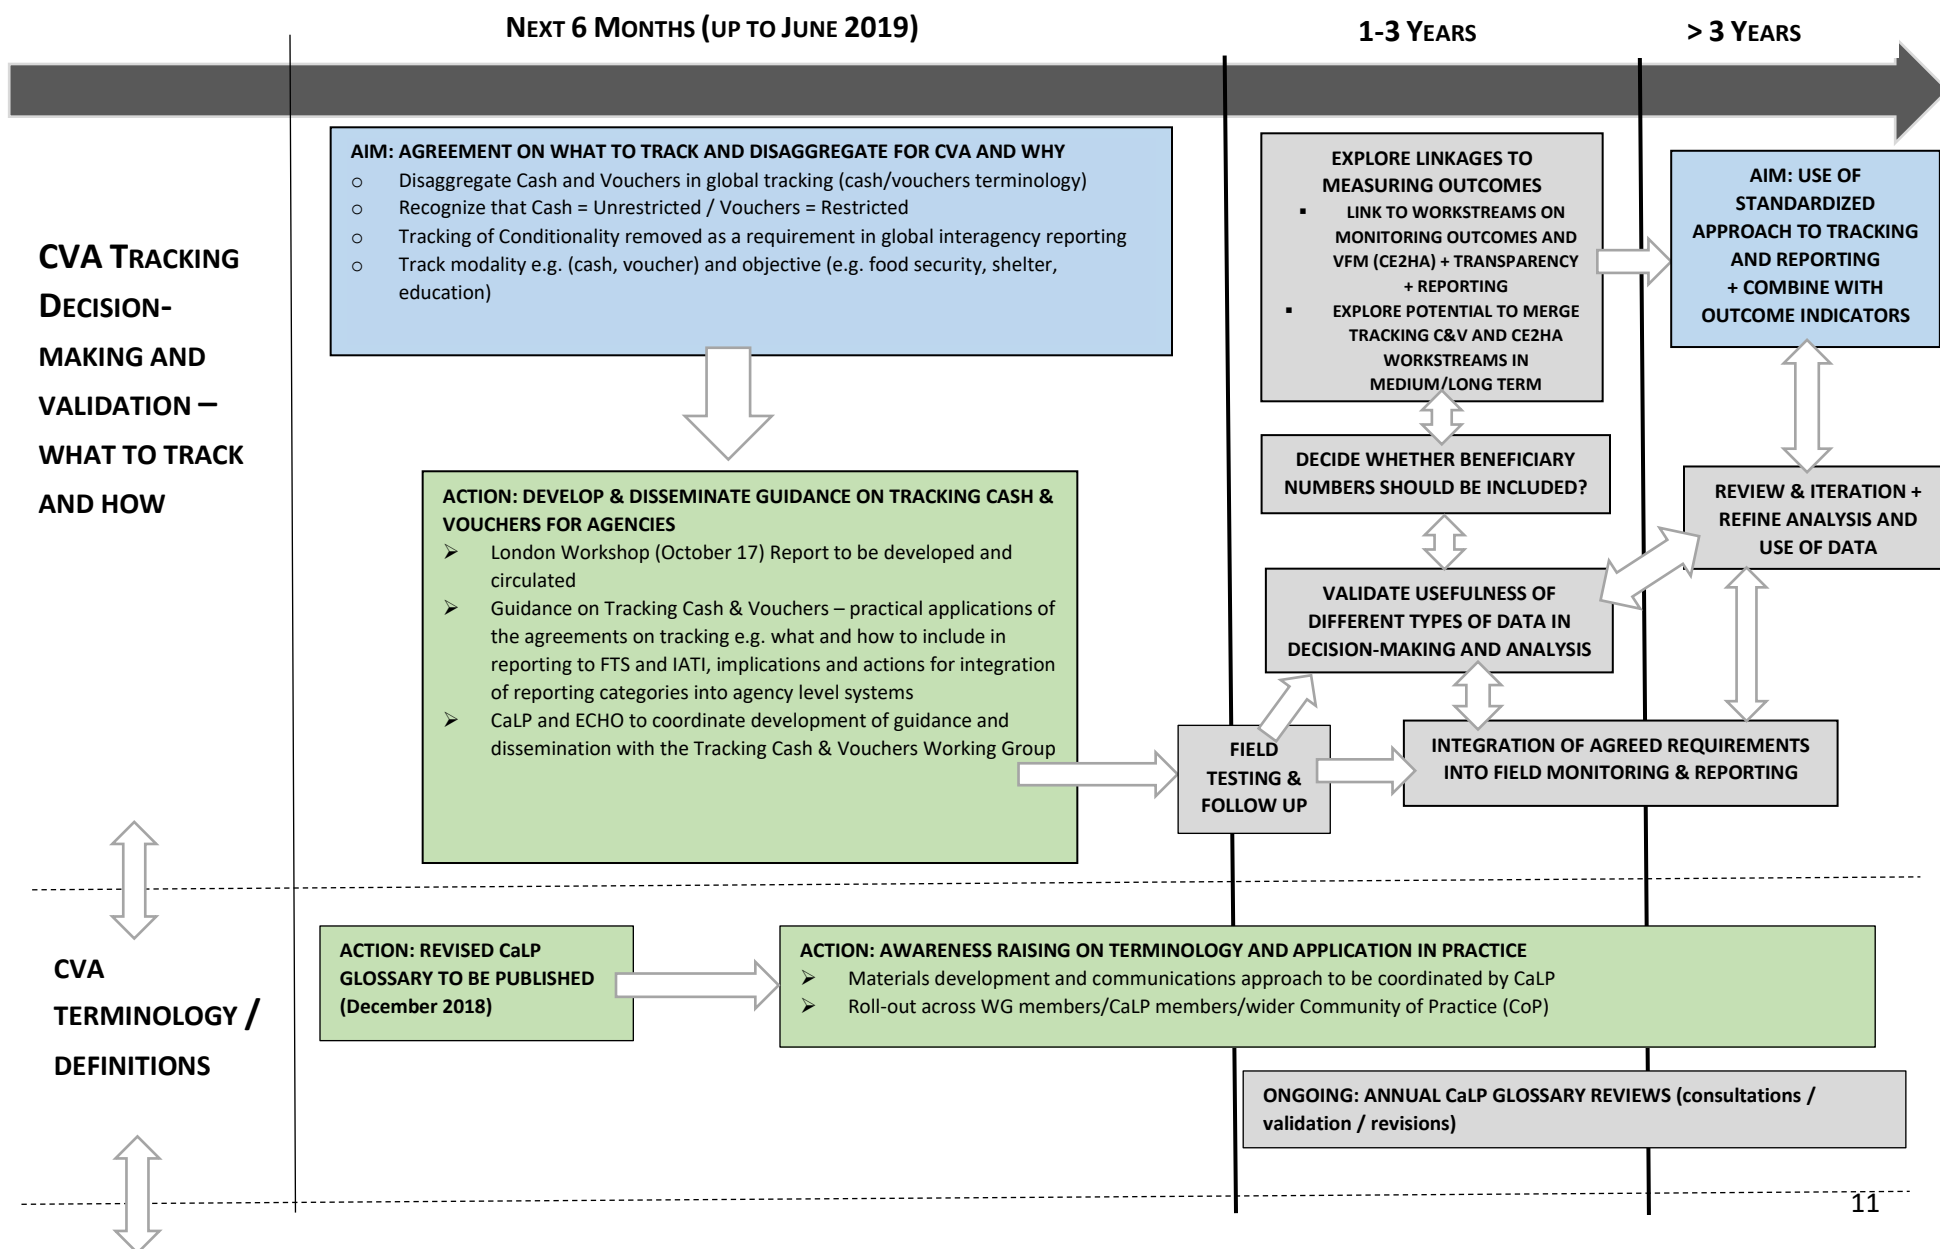 NEXT 6 MONTHS (UP TO JUNE 2019)
1-3 YEARS
> 3 YEARS
CVA TRACKING
DECISION-
MAKING AND
VALIDATION –
WHAT TO TRACK
AND HOW
AIM: AGREEMENT ON WHAT TO TRACK AND DISAGGREGATE FOR CVA AND WHY
o Disaggregate Cash and Vouchers in global tracking (cash/vouchers terminology)
o Recognize that Cash = Unrestricted / Vouchers = Restricted
o Tracking of Conditionality removed as a requirement in global interagency reporting
o Track modality e.g. (cash, voucher) and objective (e.g. food security, shelter,
education)
ACTION: DEVELOP & DISSEMINATE GUIDANCE ON TRACKING CASH &
VOUCHERS FOR AGENCIES
➢ London Workshop (October 17) Report to be developed and
circulated
➢ Guidance on Tracking Cash & Vouchers – practical applications of
the agreements on tracking e.g. what and how to include in
reporting to FTS and IATI, implications and actions for integration
of reporting categories into agency level systems
➢ CaLP and ECHO to coordinate development of guidance and
dissemination with the Tracking Cash & Vouchers Working Group
FIELD
TESTING &
FOLLOW UP
EXPLORE LINKAGES TO
MEASURING OUTCOMES
▪ LINK TO WORKSTREAMS ON
MONITORING OUTCOMES AND
VFM (CE2HA) + TRANSPARENCY
+ REPORTING
▪ EXPLORE POTENTIAL TO MERGE
TRACKING C&V AND CE2HA
WORKSTREAMS IN
MEDIUM/LONG TERM
DECIDE WHETHER BENEFICIARY
NUMBERS SHOULD BE INCLUDED?
VALIDATE USEFULNESS OF
DIFFERENT TYPES OF DATA IN
DECISION-MAKING AND ANALYSIS
INTEGRATION OF AGREED REQUIREMENTS
INTO FIELD MONITORING & REPORTING
AIM: USE OF
STANDARDIZED
APPROACH TO TRACKING
AND REPORTING
+ COMBINE WITH
OUTCOME INDICATORS
REVIEW & ITERATION +
REFINE ANALYSIS AND
USE OF DATA
CVA
TERMINOLOGY /
DEFINITIONS
ACTION: REVISED CaLP
GLOSSARY TO BE PUBLISHED
(December 2018)
ACTION: AWARENESS RAISING ON TERMINOLOGY AND APPLICATION IN PRACTICE
➢ Materials development and communications approach to be coordinated by CaLP
➢ Roll-out across WG members/CaLP members/wider Community of Practice (CoP)
ONGOING: ANNUAL CaLP GLOSSARY REVIEWS (consultations /
validation / revisions)
11